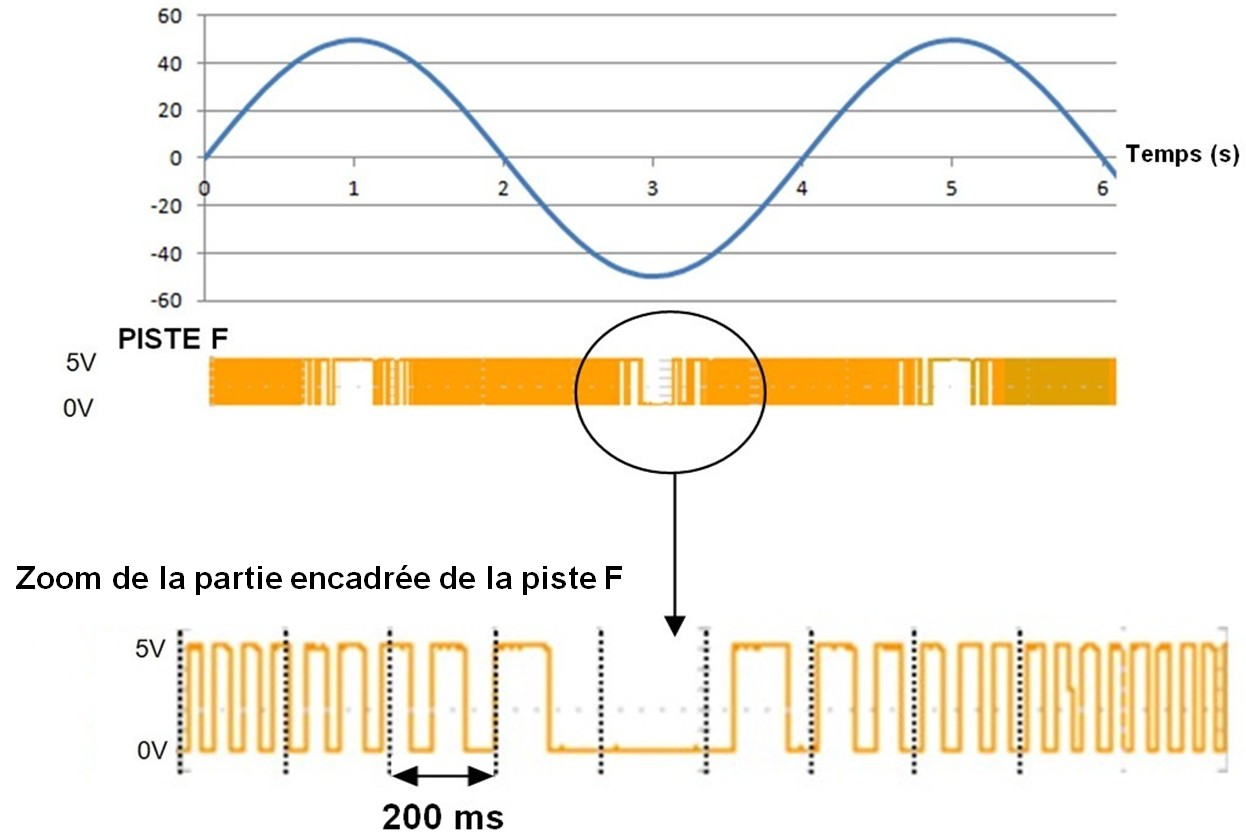 60
40
20
0
-20
-40
-60
0 1 2 3 4 5 6
Temps (s)
PISTE F
5V
0V
Zoom de la partie encadrée de la piste F
5V
0V
200 ms